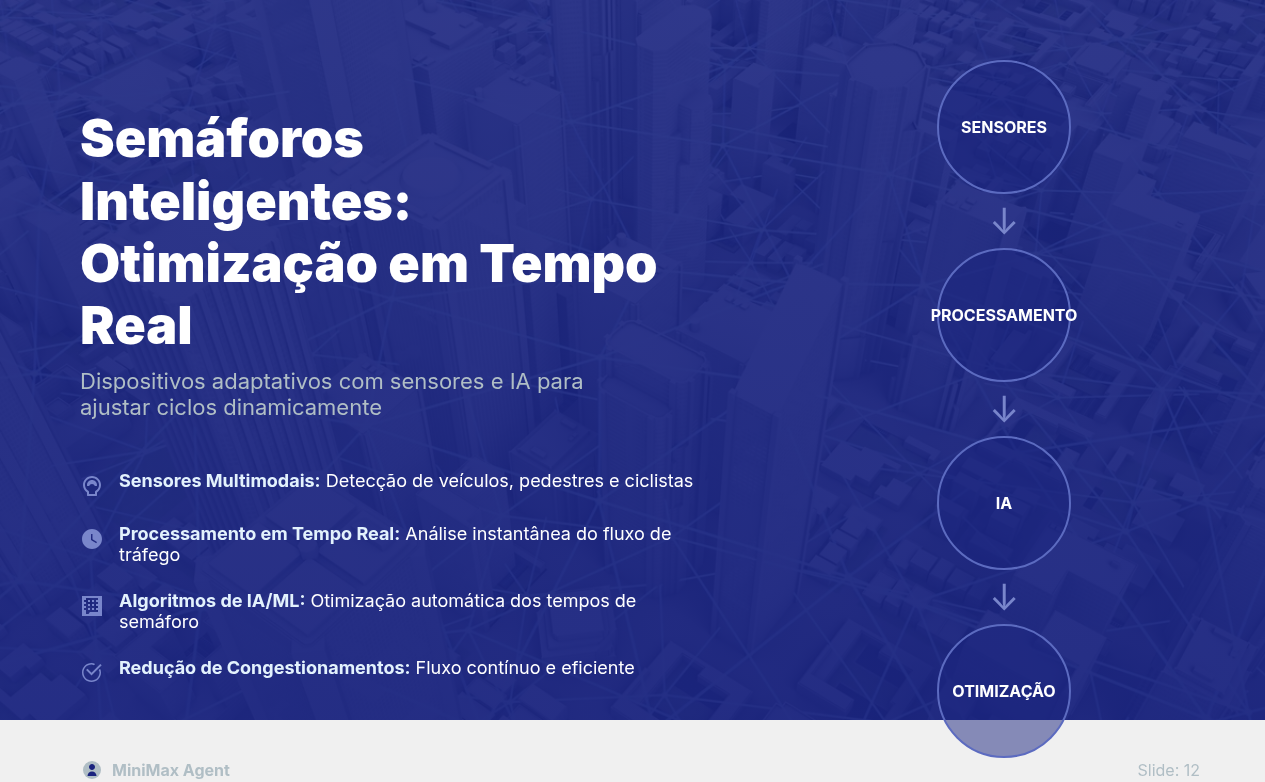 Semáforos
Inteligentes:
Otimização em Tempo
Real
Dispositivos adaptativos com sensores e IA para
ajustar ciclos dinamicamente
Sensores Multimodais: Detecção de veículos, pedestres e ciclistas
Processamento em Tempo Real: Análise instantânea do fluxo de
tráfego
Algoritmos de IA/ML: Otimização automática dos tempos de
semáforo
Redução de Congestionamentos: Fluxo contínuo e eficiente
SENSORES
PROCESSAMENTO
IA
OTIMIZAÇÃO
MiniMax Agent
Slide: 12